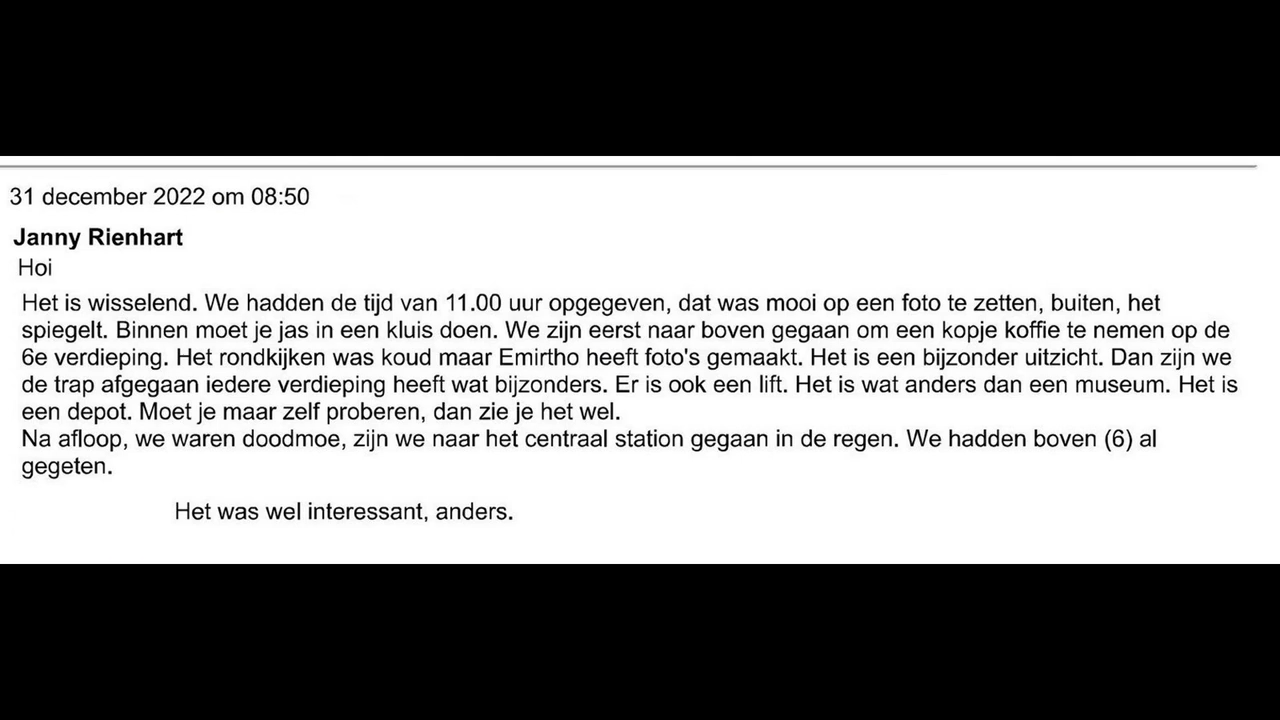 31 december 2022 om 08:50
Janny Rienhart
Hoi
Het is wisselend. We hadden de tijd van 11.00 uur opgegeven, dat was mooi op een foto te zetten, buiten, het
spiegelt. Binnen moet je jas in een kluis doen. We zijn eerst naar boven gegaan om een kopje koffie te nemen op de
6e verdieping. Het rondkijken was koud maar Emirtho heeft foto's gemaakt. Het is een bijzonder uitzicht. Dan zijn we
de trap afgegaan iedere verdieping heeft wat bijzonders. Er is ook een lift. Het is wat anders dan een museum. Het is
een depot. Moet je maar zelf proberen, dan zie je het wel.
Na afloop, we waren doodmoe, zijn we naar het centraal station gegaan in de regen. We hadden boven (6) al
gegeten.
Het was wel interessant, anders.